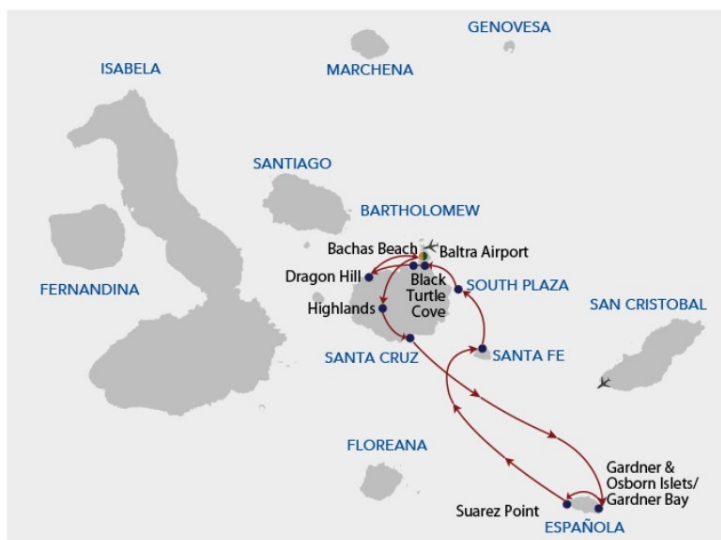 GENOVESA
MARCHENA
ISABELA
SANTIAGO
BARTHOLOMEW
Bachas Beach
Baltra Airport
Dragon Hill
Black
Turtle
Cove
SOUTH PLAZA
FERNANDINA
Highlands
SAN CRISTOBAL
SANTA CRUZ
SANTA FE
FLOREANA
Gardner &
Osborn Islets/
Gardner Bay
Suarez Point
ESPAÑOLA